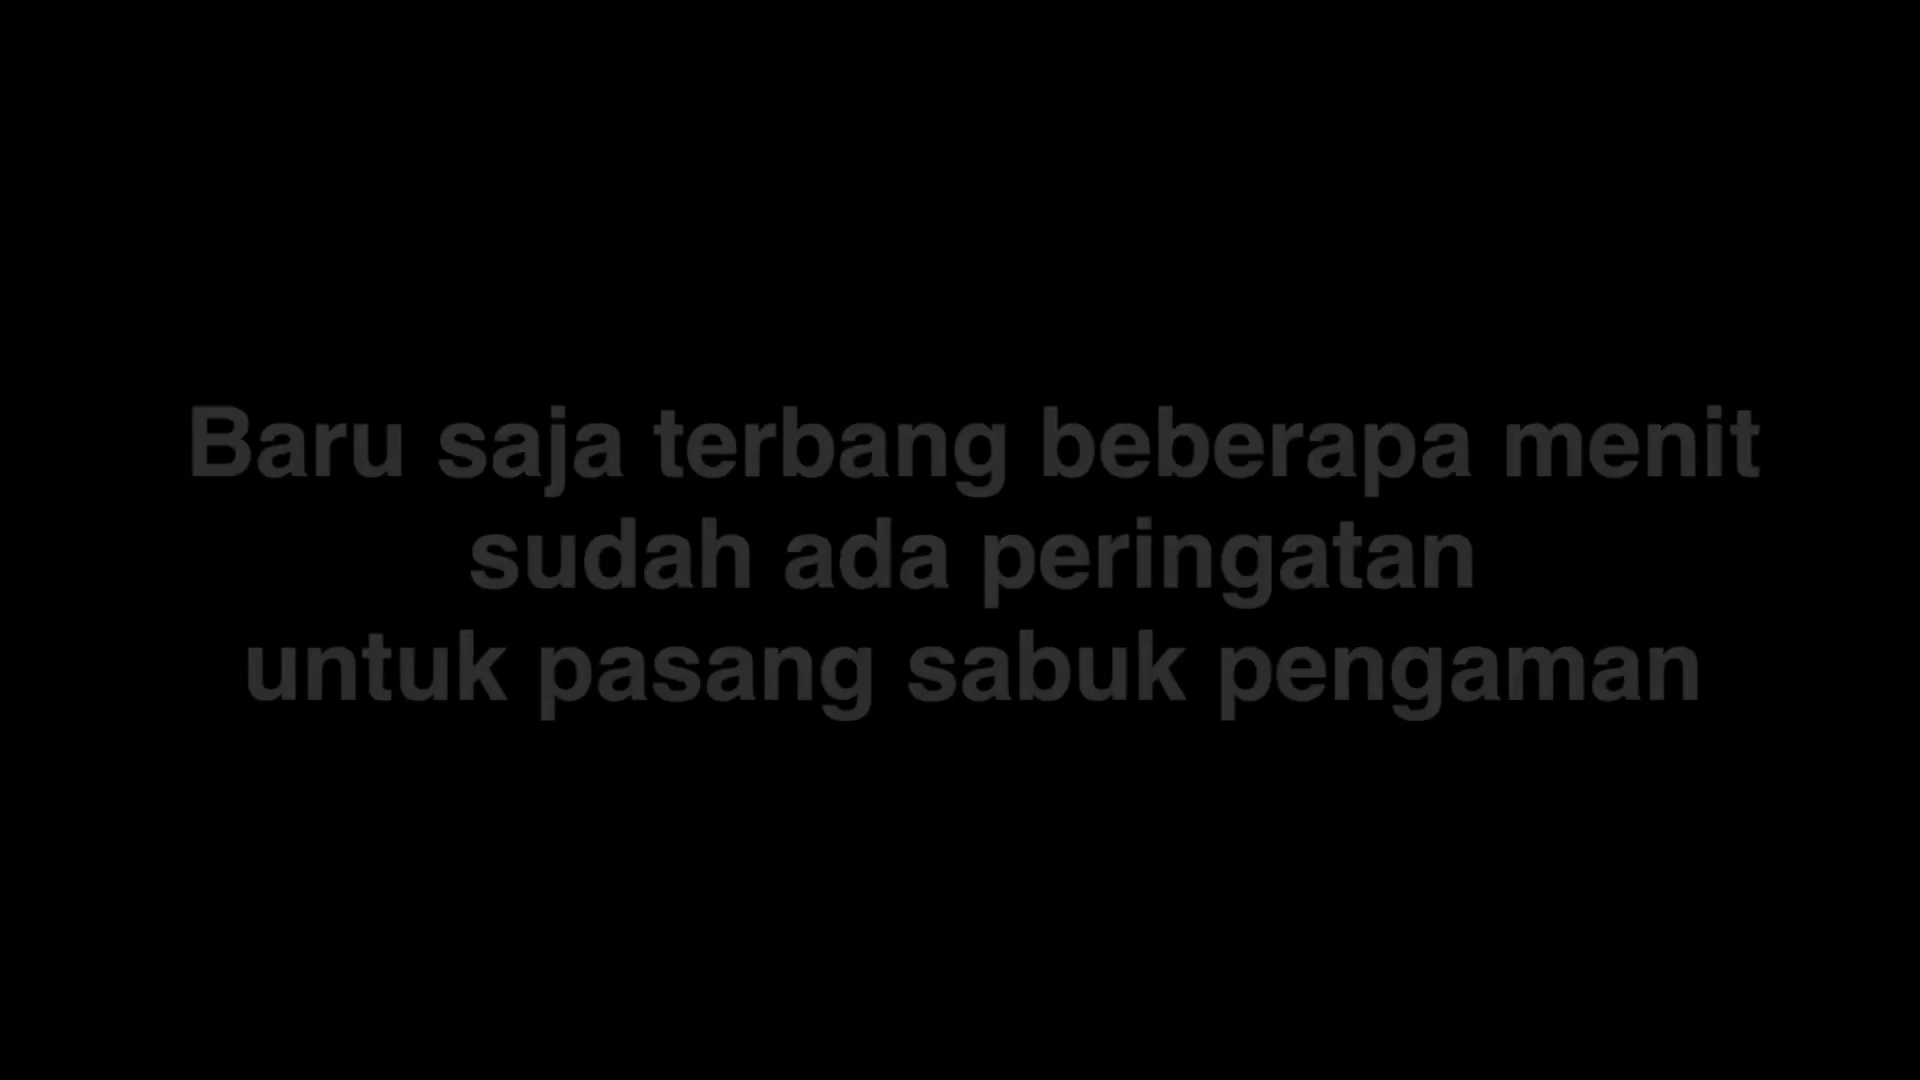 Baru saja terbang beberapa menit
sudah ada peringatan
untuk pasang sabuk pengaman